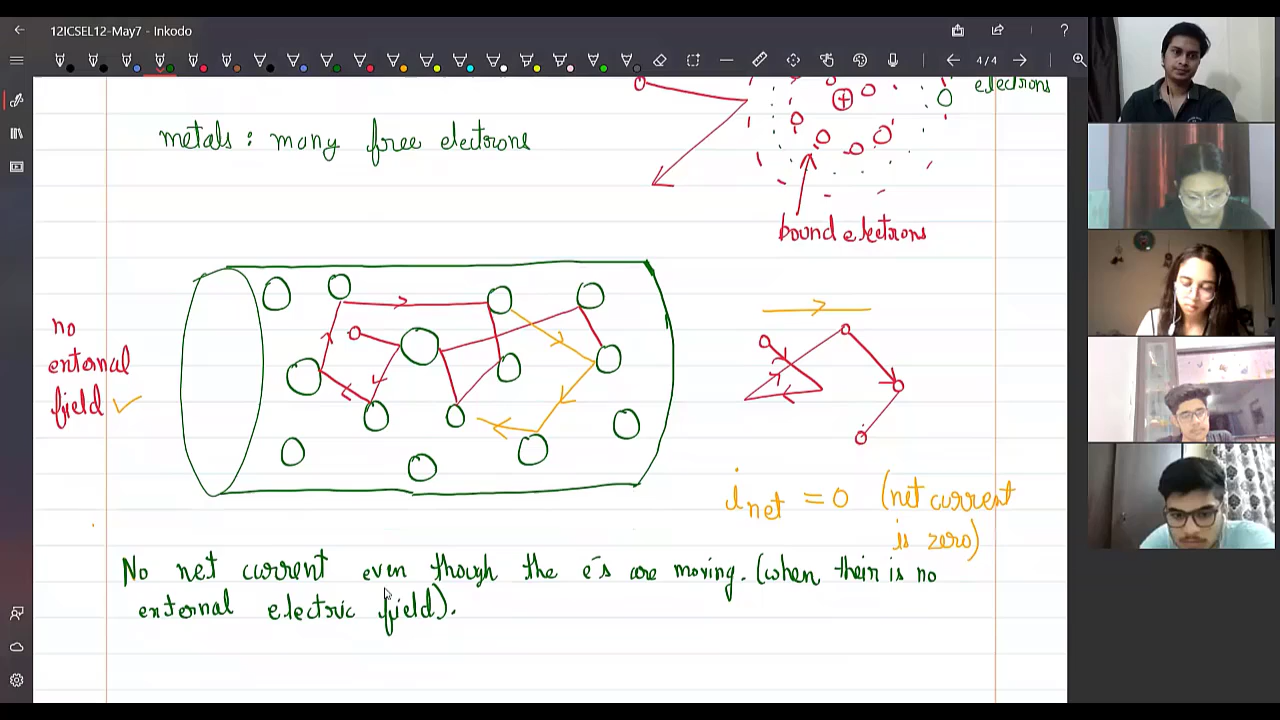 12ICSEL12-May7 - Inkodo
4/4
electrons
metals: many free electrons
bound electrons
no
external
field
i net = 0 (net current
is zero)
No net current even though the e⁻s are moving. (when their is no
external electric field).